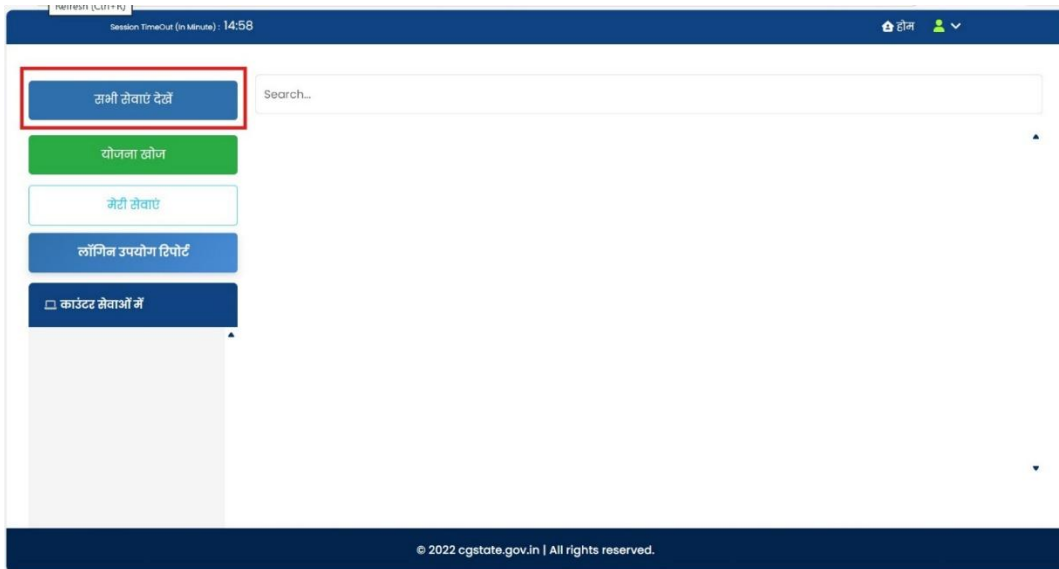 Refresh (Ctrl+R)
Session TimeOut (In Minute) : 14:58
होम
सभी सेवाएं देखें
Search...
योजना खोज
मेरी सेवाएं
लॉगिन उपयोग रिपोर्ट
काउंटर सेवाओं में
© 2022 cgstate.gov.in | All rights reserved.